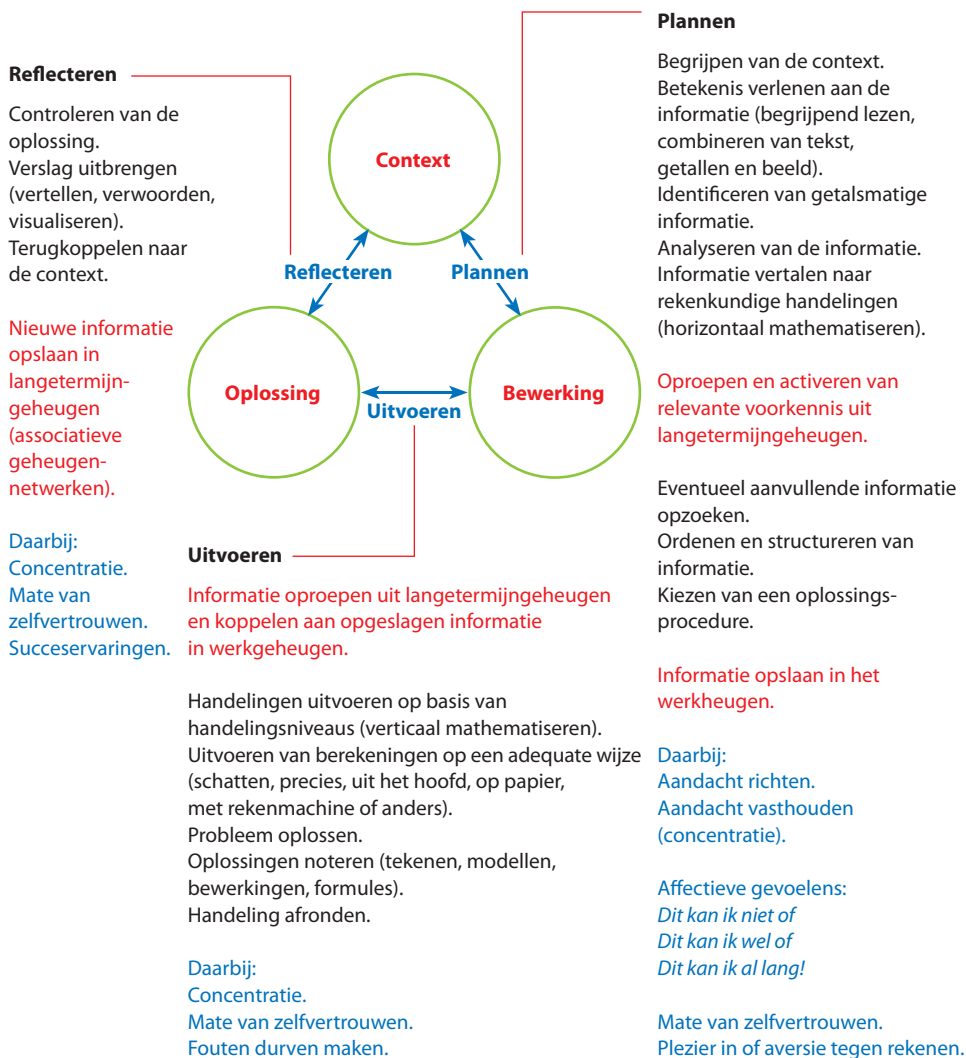 Reflecteren
Controleren van de
oplossing.
Verslag uitbrengen
(vertellen, verwoorden,
visualiseren).
Terugkoppelen naar
de context.
Nieuwe informatie
opslaan in
langetermijn-
geheugen
(associatieve
geheugen-
netwerken).
Daarbij:
Concentratie.
Mate van
zelfvertrouwen.
Succeservaringen.
Context
Reflecteren
Plannen
Oplossing
Uitvoeren
Bewerking
Uitvoeren
Informatie oproepen uit langetermijngeheugen
en koppelen aan opgeslagen informatie
in werkgeheugen.
Handelingen uitvoeren op basis van
handelingsniveaus (verticaal mathematiseren).
Uitvoeren van berekeningen op een adequate wijze
(schatten, precies, uit het hoofd, op papier,
met rekenmachine of anders).
Probleem oplossen.
Oplossingen noteren (tekenen, modellen,
bewerkingen, formules).
Handeling afronden.
Daarbij:
Concentratie.
Mate van zelfvertrouwen.
Fouten durven maken.
Plannen
Begrijpen van de context.
Betekenis verlenen aan de
informatie (begrijpend lezen,
combineren van tekst,
getallen en beeld).
Identificeren van getalsmatige
informatie.
Analyseren van de informatie.
Informatie vertalen naar
rekenkundige handelingen
(horizontaal mathematiseren).
Oproepen en activeren van
relevante voorkennis uit
langetermijngeheugen.
Eventueel aanvullende informatie
opzoeken.
Ordenen en structureren van
informatie.
Kiezen van een oplossings-
procedure.
Informatie opslaan in het
werkheugen.
Daarbij:
Aandacht richten.
Aandacht vasthouden
(concentratie).
Affectieve gevoelens:
Dit kan ik niet of
Dit kan ik wel of
Dit kan ik al lang!
Mate van zelfvertrouwen.
Plezier in of aversie tegen rekenen.